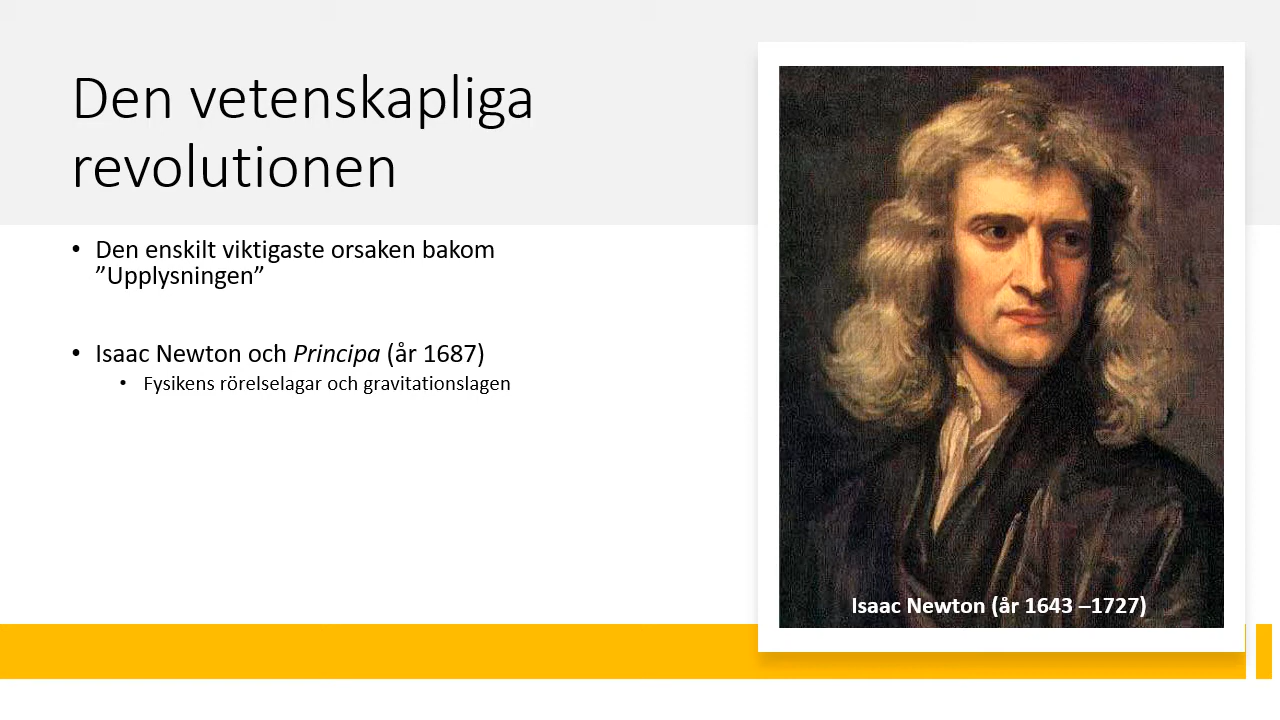 Den vetenskapliga
revolutionen
• Den enskilt viktigaste orsaken bakom
”Upplysningen”
• Isaac Newton och Principa (år 1687)
• Fysikens rörelselagar och gravitationslagen
Isaac Newton (år 1643 –1727)